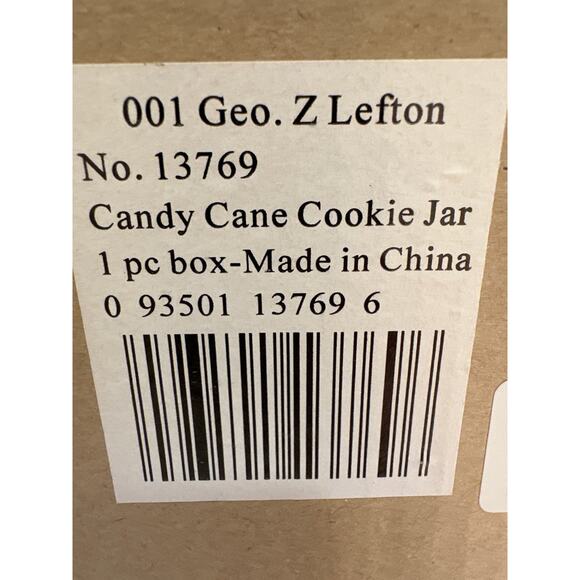 001 Geo. Z Lefton
No. 13769
Candy Cane Cookie Jar
1 pc box-Made in China
0 93501 13769 6